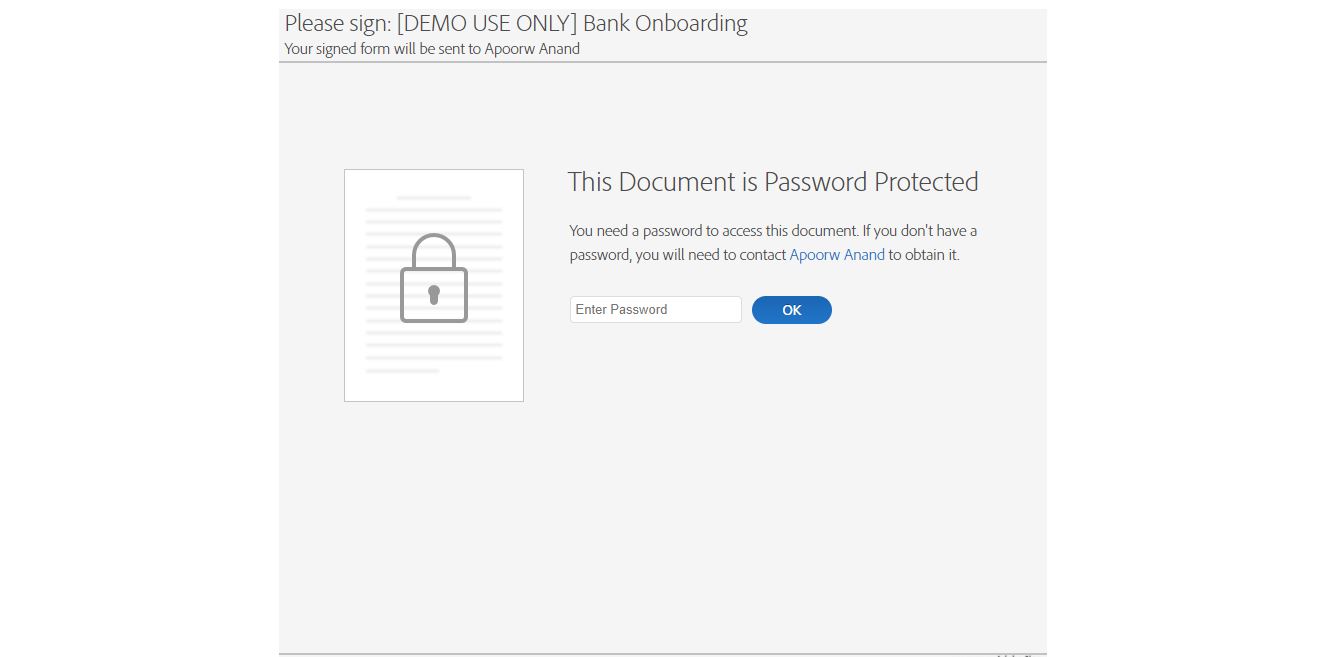 Please sign: [DEMO USE ONLY] Bank Onboarding
Your signed form will be sent to Apoorw Anand
This Document is Password Protected
You need a password to access this document. If you don't have a
password, you will need to contact Apoorw Anand to obtain it.
Enter Password
OK